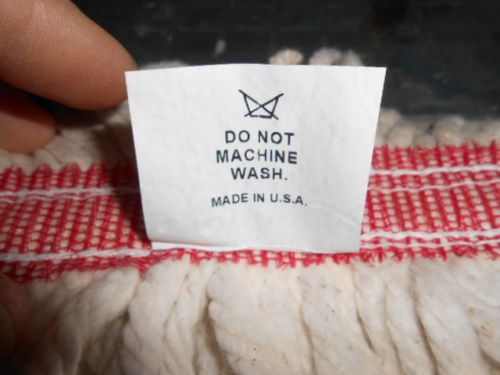 DO NOT
MACHINE
WASH.
MADE IN U.S.A.